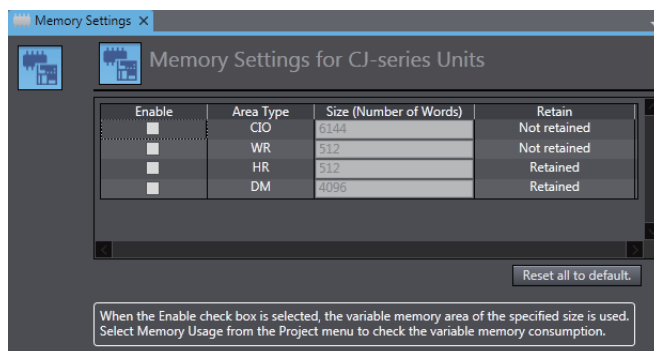 Memory Settings X
Memory Settings for CJ-series Units
Enable Area Type Size (Number of Words) Retain
CIO 6144 Not retained
WR 512 Not retained
HR 512 Retained
DM 4096 Retained
Reset all to default.
When the Enable check box is selected, the variable memory area of the specified size is used.
Select Memory Usage from the Project menu to check the variable memory consumption.